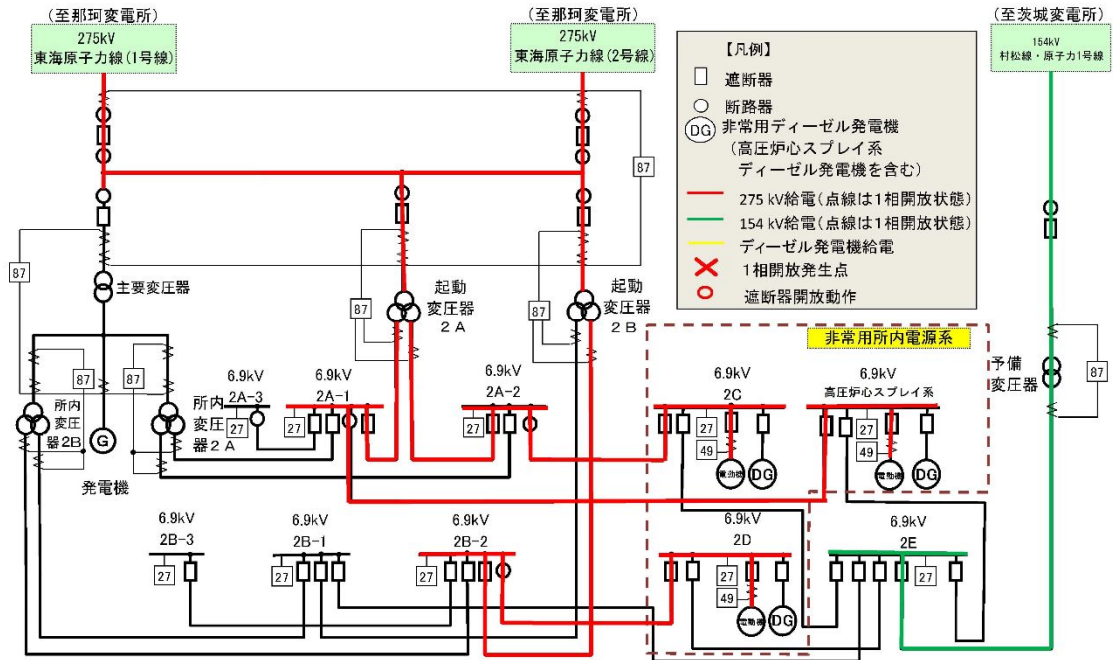 (至那珂変電所)
275kV
東海原子力線(1号線)
(至那珂変電所)
275kV
東海原子力線(2号線)
(至茨城変電所)
154kV
村松線・原子力1号線
【凡例】
遮断器
断路器
DG
非常用ディーゼル発電機
(高圧炉心スプレイ系
ディーゼル発電機を含む)
275 kV給電(点線は1相開放状態)
154 kV給電(点線は1相開放状態)
ディーゼル発電機給電
1相開放発生点
遮断器開放動作
87
87
87
87
主要変圧器
起動
変圧器
2A
起動
変圧器
2B
予備
変圧器
87
87
87
所内
変圧
器2B
G
所内
変圧
器2A
発電機
6.9kV
2A-3
27
6.9kV
2A-1
27
6.9kV
2A-2
27
非常用所内電源系
6.9kV
2C
27
49
電動機
DG
6.9kV
高圧炉心スプレイ系
27
49
電動機
DG
6.9kV
2B-3
27
6.9kV
2B-1
27
6.9kV
2B-2
27
6.9kV
2D
27
49
電動機
DG
6.9kV
2E
27